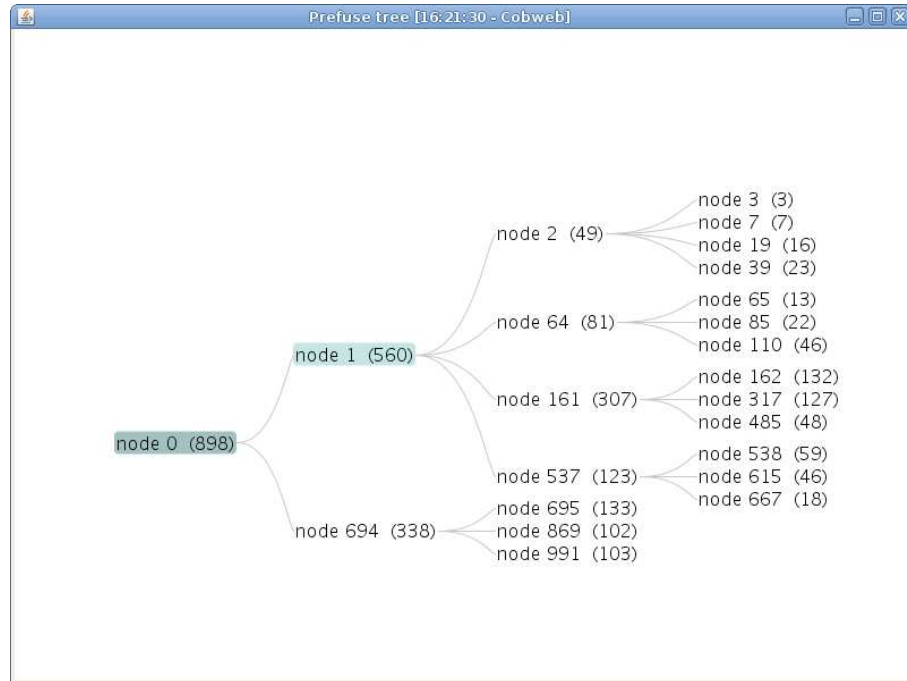 Prefuse tree [16:21:30 - Cobweb]
node 3 (3)
node 7 (7)
node 2 (49)
node 19 (16)
node 39 (23)
node 65 (13)
node 64 (81)
node 85 (22)
node 110 (46)
node 1 (560)
node 162 (132)
node 161 (307)
node 317 (127)
node 485 (48)
node 0 (898)
node 538 (59)
node 537 (123)
node 615 (46)
node 667 (18)
node 695 (133)
node 694 (338)
node 869 (102)
node 991 (103)